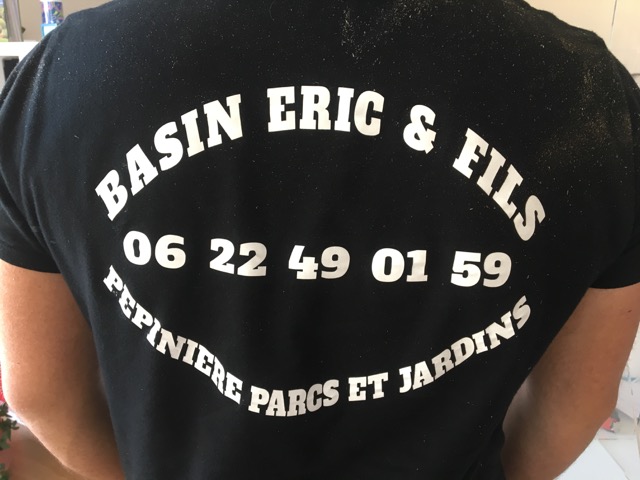 BASIN ERIC & FILS
06 22 49 01 59
PEPINIERE PARCS ET JARDINS